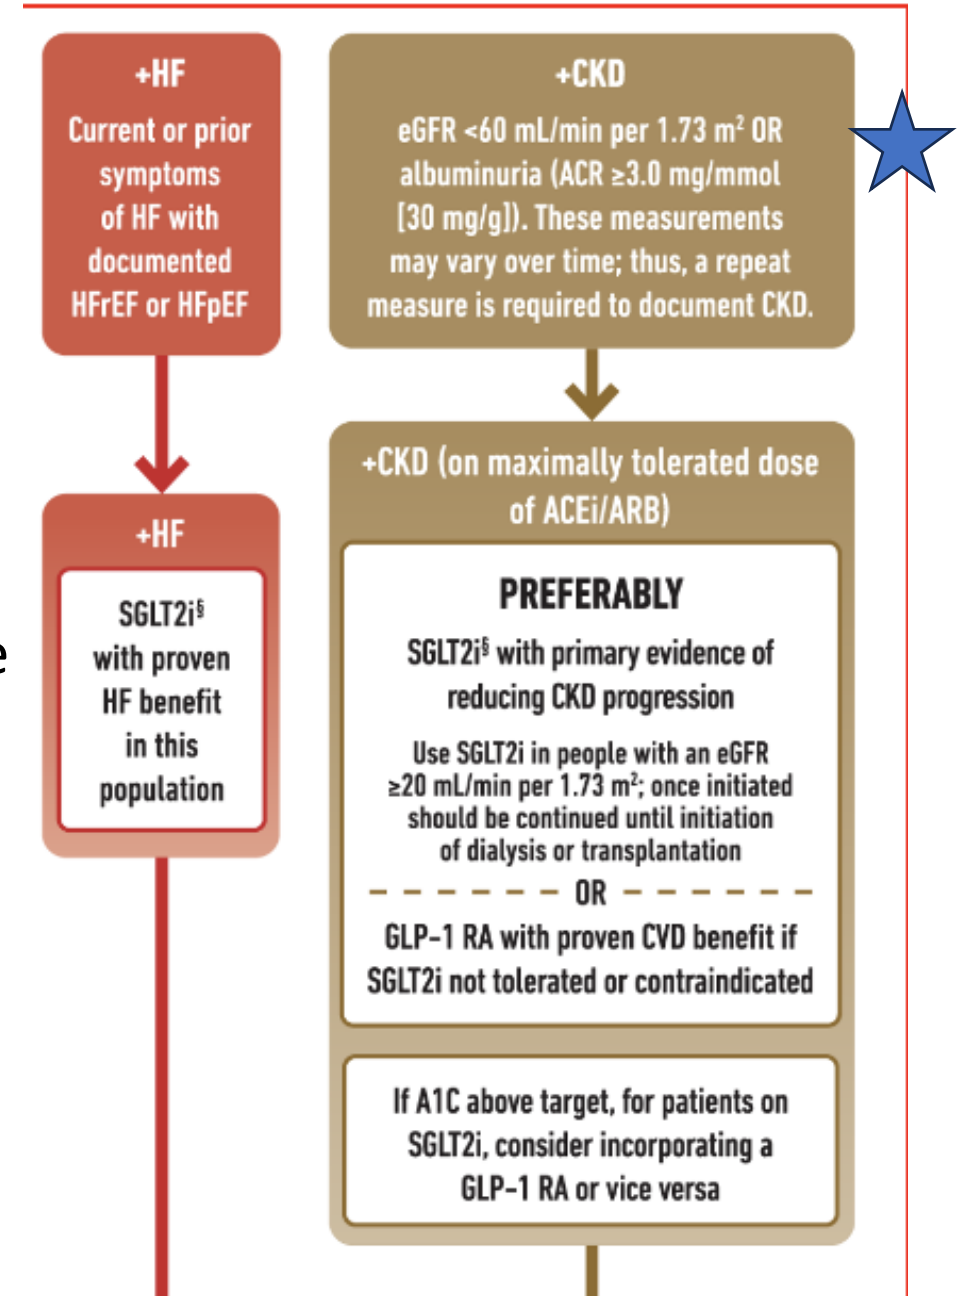 +HF
Current or prior
symptoms
of HF with
documented
HFrEF or HFpEF
+HF
SGLT2i§
with proven
HF benefit
in this
population
e
+CKD
eGFR <60 mL/min per 1.73 m² OR
albuminuria (ACR ≥3.0 mg/mmol
[30 mg/g]). These measurements
may vary over time; thus, a repeat
measure is required to document CKD.
+CKD (on maximally tolerated dose
of ACEi/ARB)
PREFERABLY
SGLT2i§ with primary evidence of
reducing CKD progression
Use SGLT2i in people with an eGFR
≥20 mL/min per 1.73 m²; once initiated
should be continued until initiation
of dialysis or transplantation
OR
GLP-1 RA with proven CVD benefit if
SGLT2i not tolerated or contraindicated
If A1C above target, for patients on
SGLT2i, consider incorporating a
GLP-1 RA or vice versa